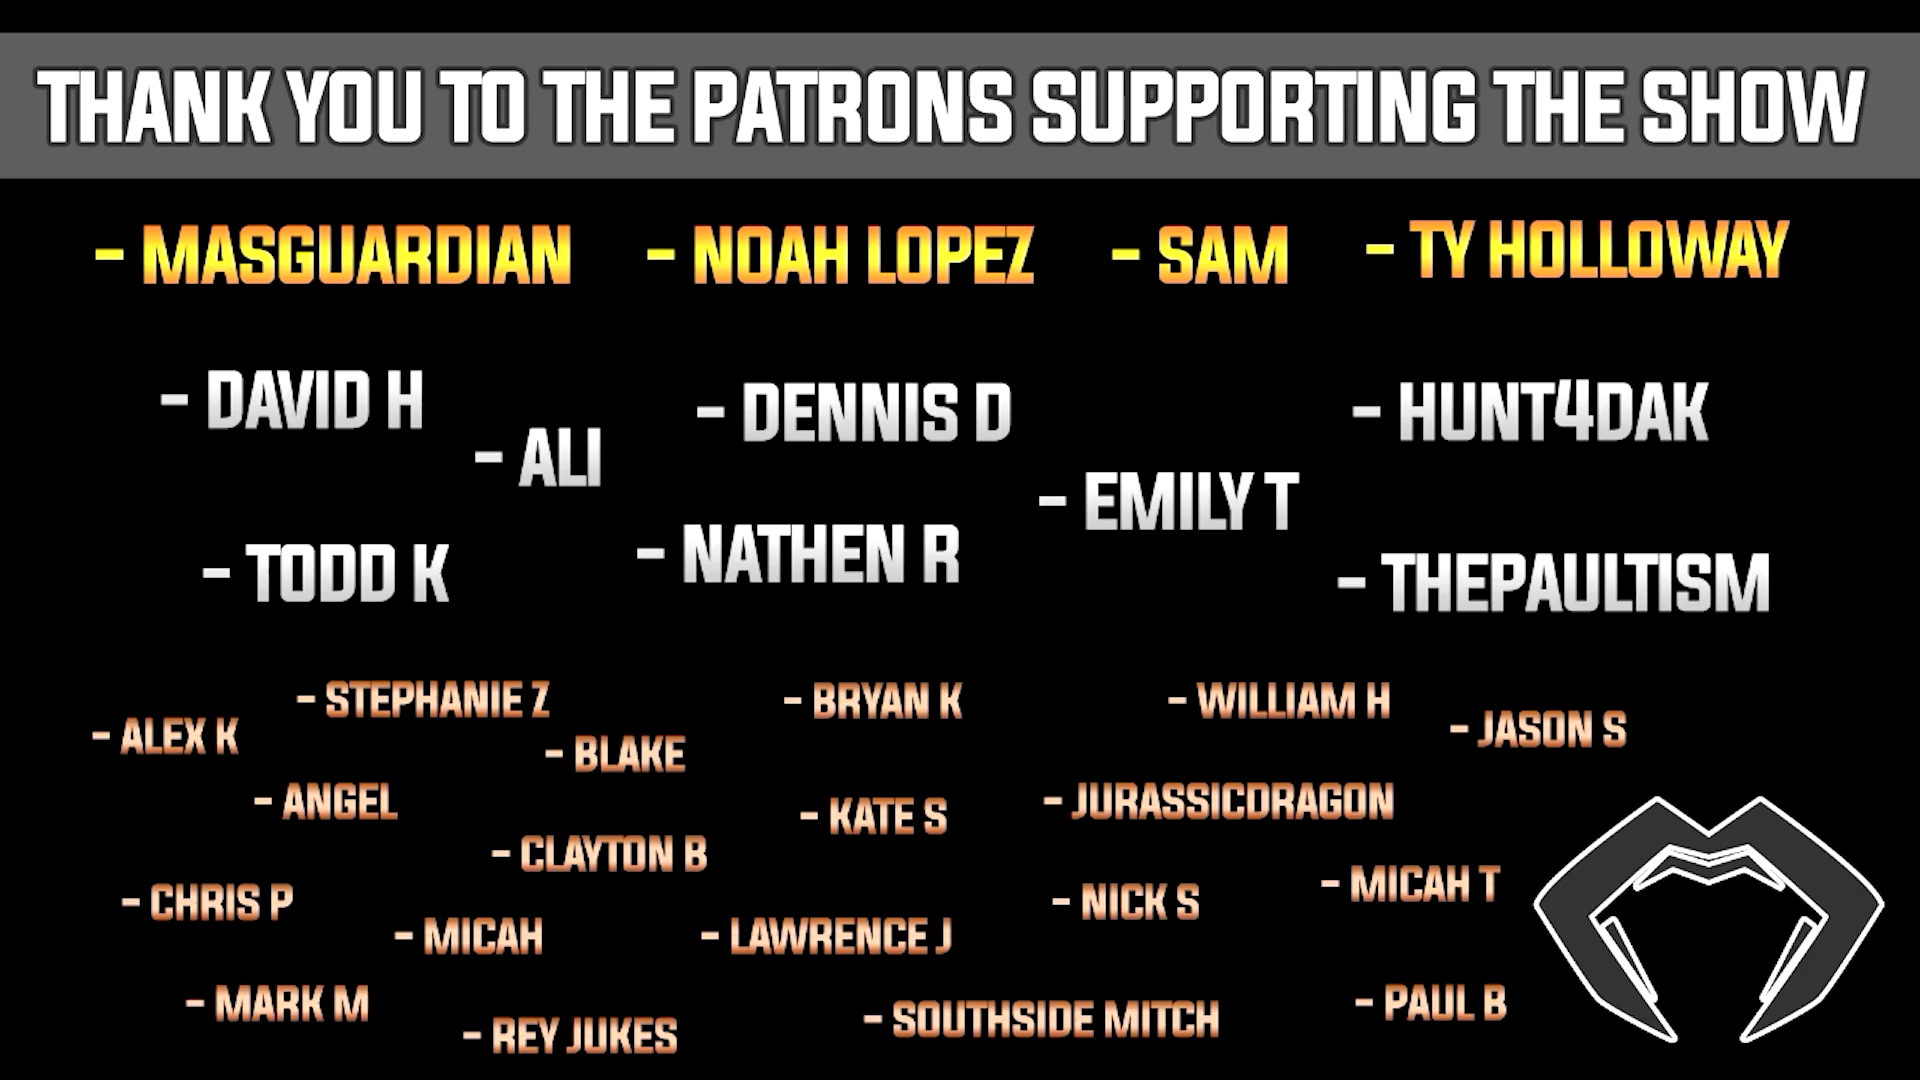 THANK YOU TO THE PATRONS SUPPORTING THE SHOW
- MASGUARDIAN - NOAH LOPEZ - SAM - TY HOLLOWAY
- DAVID H - DENNIS D - HUNT4DAK
- ALI - EMILY T
- TODD K - NATHEN R - THEPAULTISM
- STEPHANIE Z - BRYAN K - WILLIAM H
- ALEX K - BLAKE - JASON S
- ANGEL - KATE S - JURASSICDRAGON
- CLAYTON B - MICAH T
- CHRIS P - NICK S
- MICAH - LAWRENCE J
- MARK M - SOUTHSIDE MITCH - PAUL B
- REY JUKES